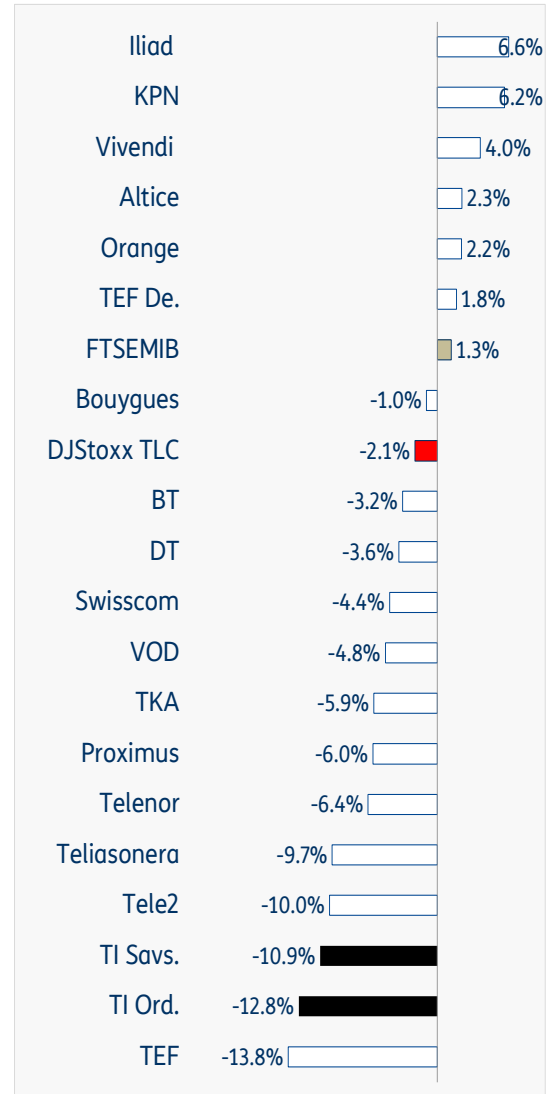 Iliad 6.6%
KPN 6.2%
Vivendi 4.0%
Altice 2.3%
Orange 2.2%
TEF De. 1.8%
FTSEMIB 1.3%
Bouygues -1.0%
DJStoxx TLC -2.1%
BT -3.2%
DT -3.6%
Swisscom -4.4%
VOD -4.8%
TKA -5.9%
Proximus -6.0%
Telenor -6.4%
Teliasonera -9.7%
Tele2 -10.0%
TI Savs. -10.9%
TI Ord. -12.8%
TEF -13.8%